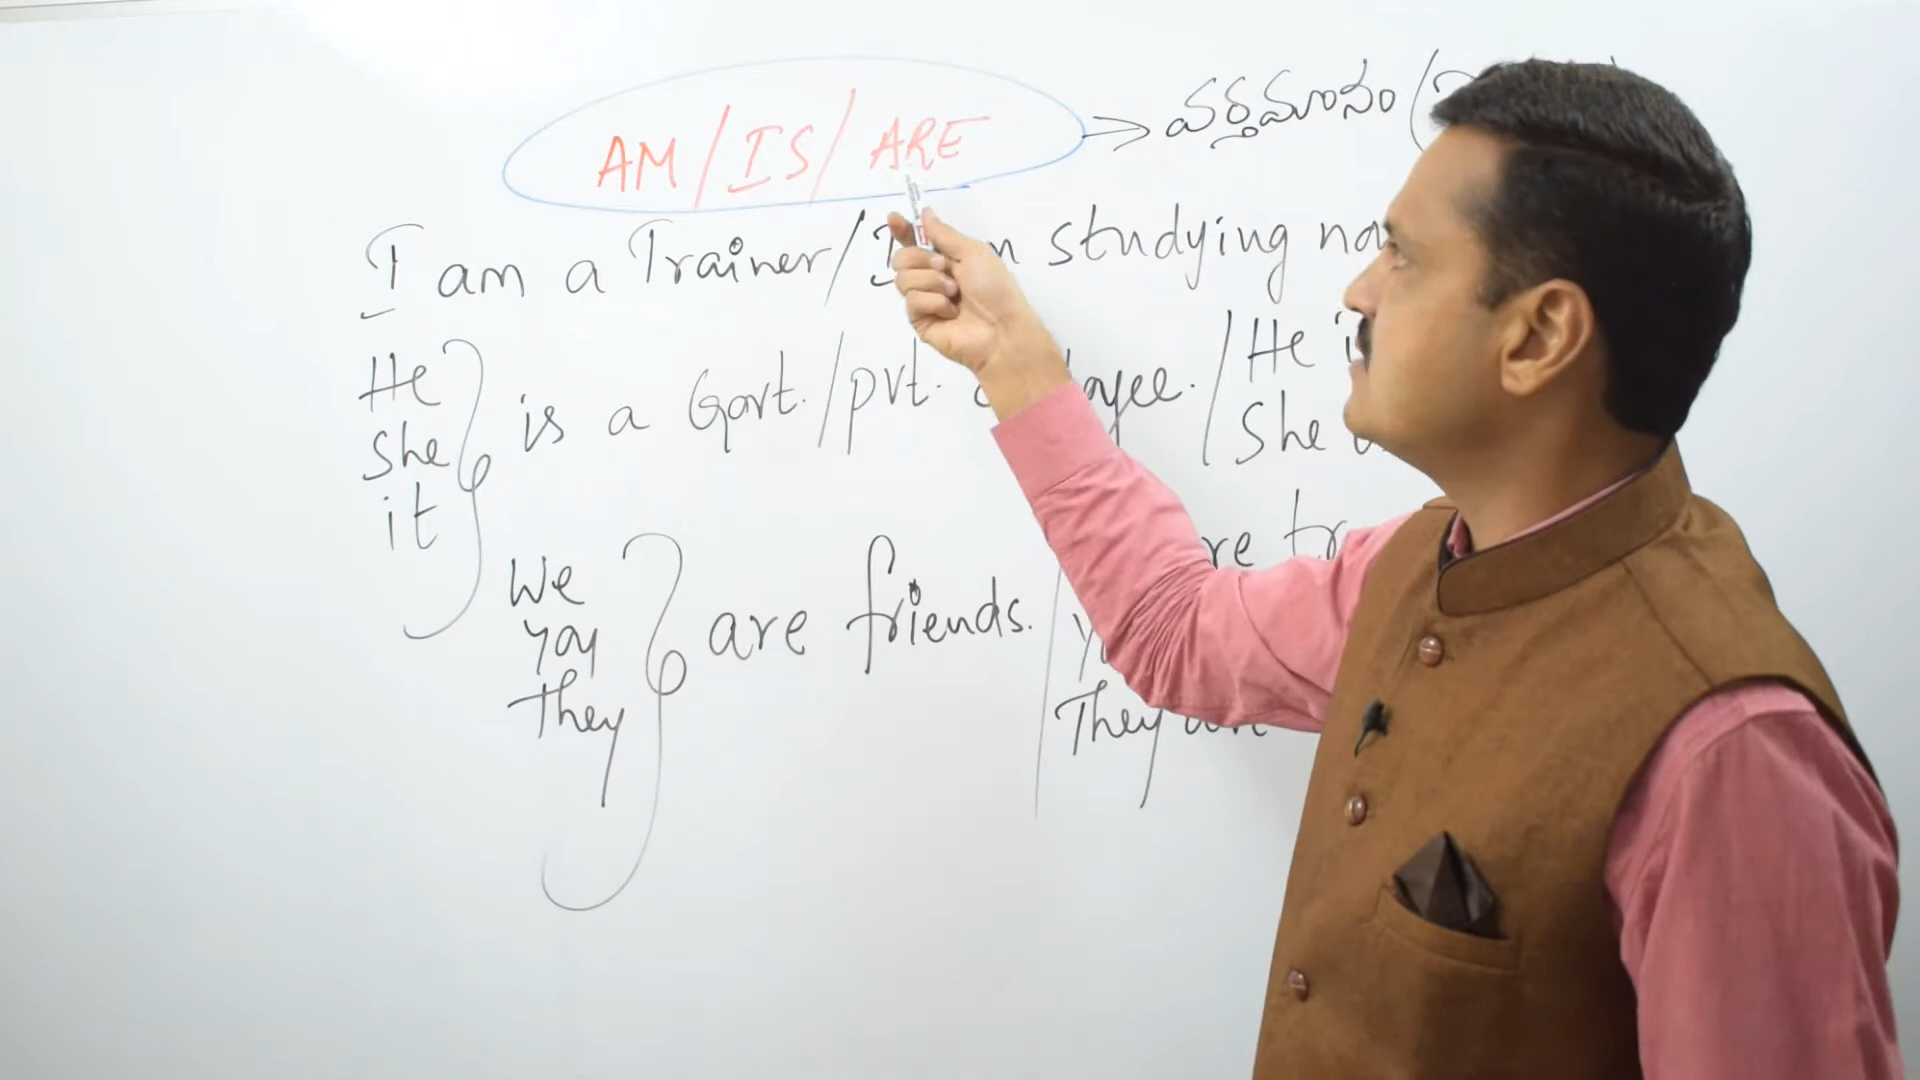 AM / IS / ARE → వర్తమానం (
I am a Trainer / I studying
He
She
it
is a Govt. / pvt. / He
She
We
You
They
are friends. /
They